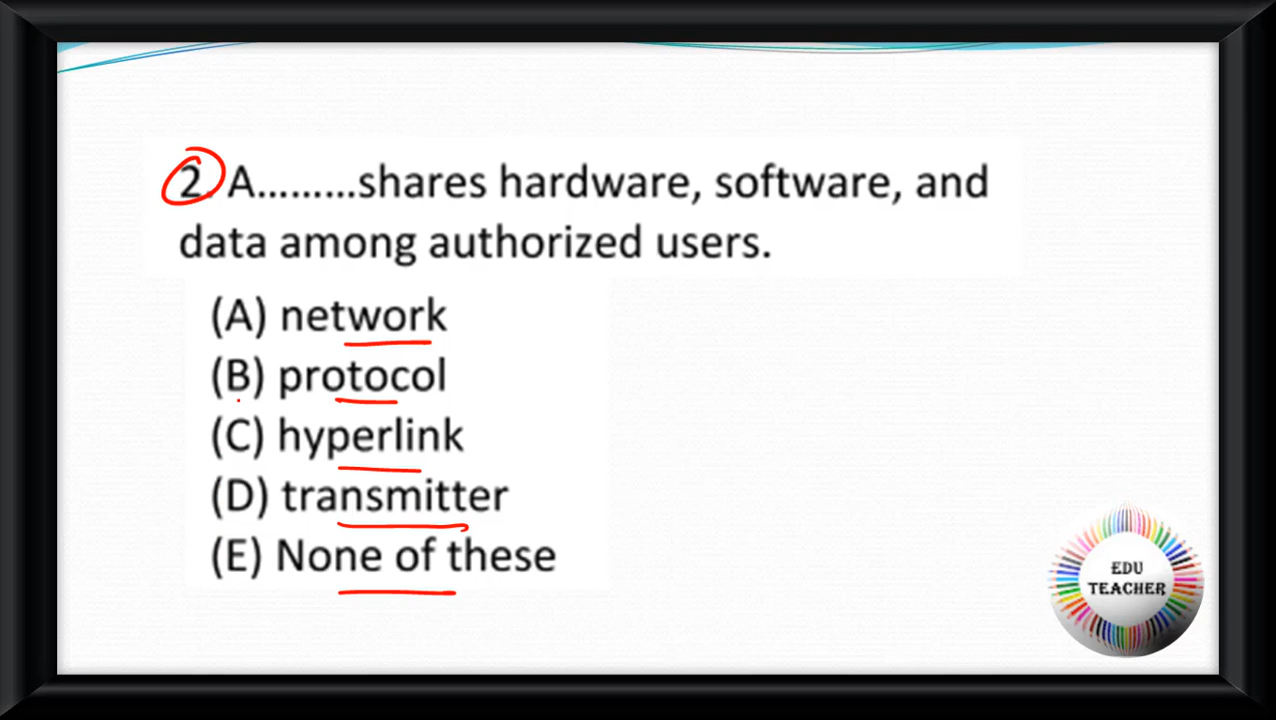 2. A.........shares hardware, software, and
data among authorized users.
(A) network
(B) protocol
(C) hyperlink
(D) transmitter
(E) None of these
EDU
TEACHER